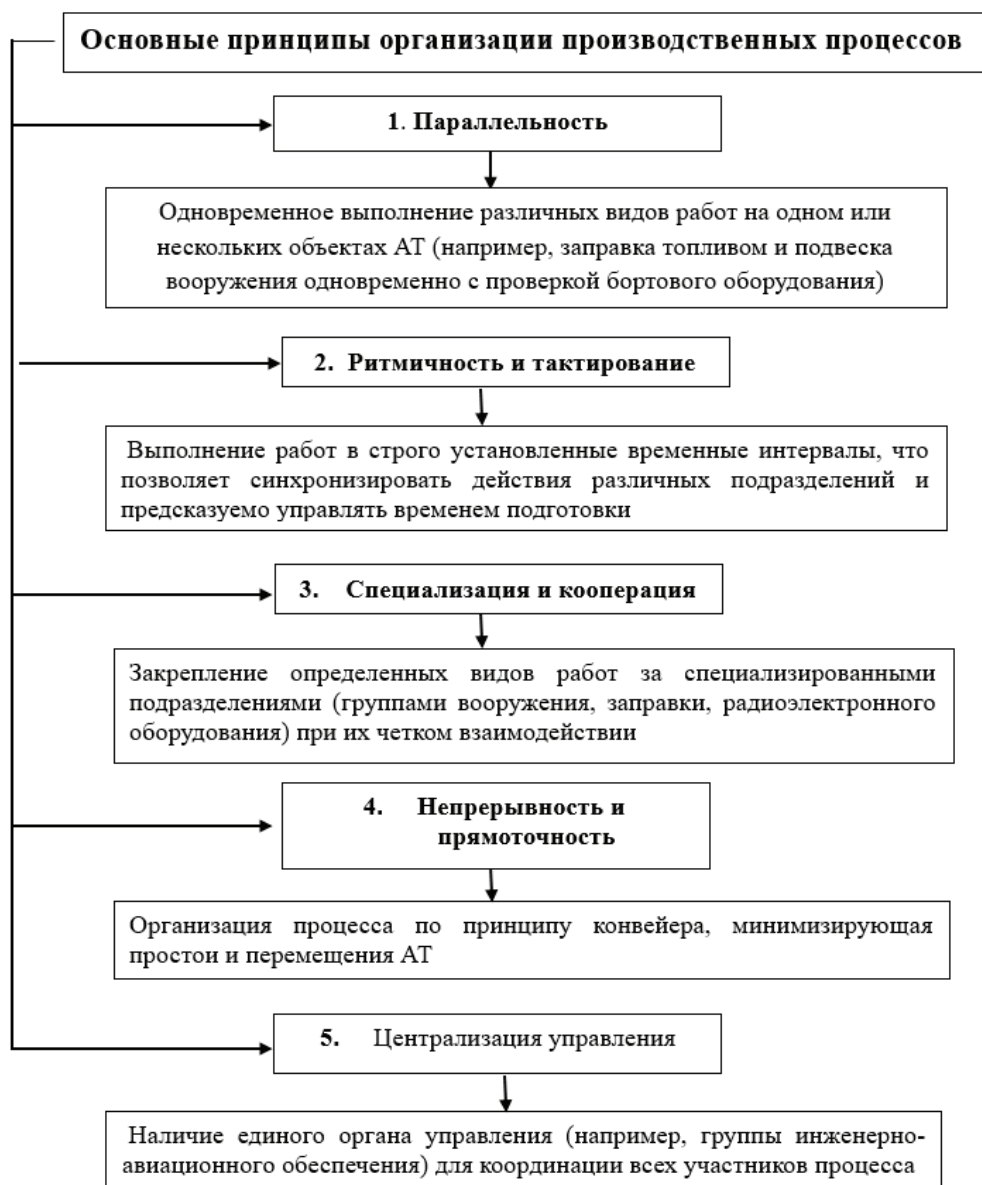 Основные принципы организации производственных процессов
1. Параллельность
Одновременное выполнение различных видов работ на одном или
нескольких объектах АТ (например, заправка топливом и подвеска
вооружения одновременно с проверкой бортового оборудования)
2. Ритмичность и тактирование
Выполнение работ в строго установленные временные интервалы, что
позволяет синхронизировать действия различных подразделений и
предсказуемо управлять временем подготовки
3. Специализация и кооперация
Закрепление определенных видов работ за специализированными
подразделениями (группами вооружения, заправки, радиоэлектронного
оборудования) при их четком взаимодействии
4. Непрерывность и
прямоточность
Организация процесса по принципу конвейера, минимизирующая
простои и перемещения АТ
5. Централизация управления
Наличие единого органа управления (например, группы инженерно-
авиационного обеспечения) для координации всех участников процесса